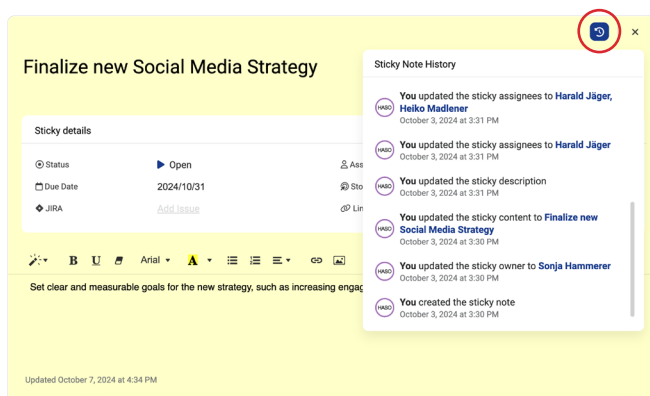 Finalize new Social Media Strategy
Sticky details
Status
Open
Due Date
2024/10/31
JIRA
Add Issue
Ass
Sto
Lin
B U Arial A
Set clear and measurable goals for the new strategy, such as increasing engag
Updated October 7, 2024 at 4:34 PM
Sticky Note History
HASO
You updated the sticky assignees to Harald Jäger,
Heiko Madlener
October 3, 2024 at 3:31 PM
HASO
You updated the sticky assignees to Harald Jäger
October 3, 2024 at 3:31 PM
HASO
You updated the sticky description
October 3, 2024 at 3:31 PM
HASO
You updated the sticky content to Finalize new
Social Media Strategy
October 3, 2024 at 3:30 PM
HASO
You updated the sticky owner to Sonja Hammerer
October 3, 2024 at 3:30 PM
HASO
You created the sticky note
October 3, 2024 at 3:30 PM